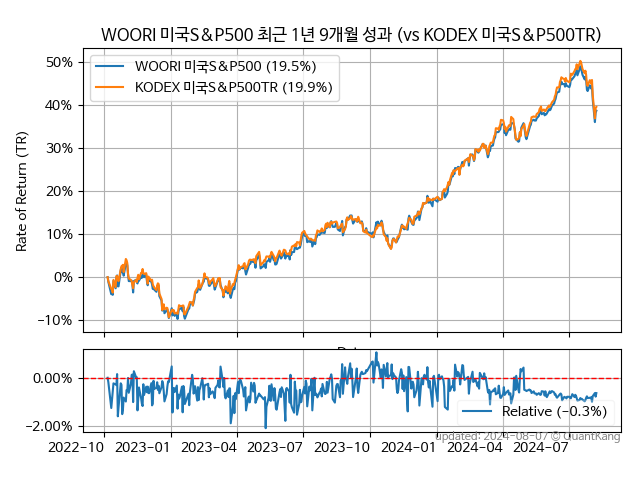 WOORI 미국S&P500 최근 1년 9개월 성과 (vs KODEX 미국S&P500TR)
50%
40%
30%
20%
10%
0%
−10%
Rate of Return (TR)
WOORI 미국S&P500 (19.5%)
KODEX 미국S&P500TR (19.9%)
0.00%
−2.00%
Relative (−0.3%)
2022-10 2023-01 2023-04 2023-07 2023-10 2024-01 2024-04 2024-07
updated: 2024-08-07 © QuantKang